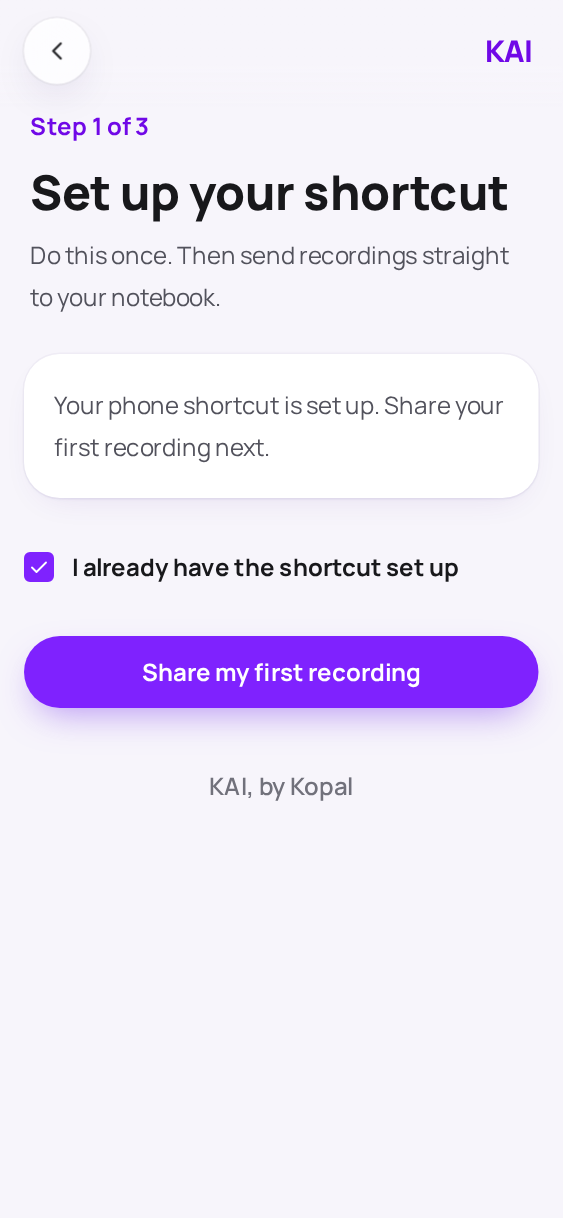 KAI
Step 1 of 3
Set up your shortcut
Do this once. Then send recordings straight
to your notebook.
Your phone shortcut is set up. Share your
first recording next.
I already have the shortcut set up
Share my first recording
KAI, by Kopal